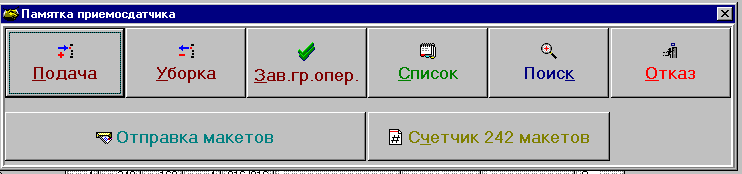 Памятка приемосдатчика
Подача Уборка Зав.гр.опер. Список Поиск Отказ
Отправка макетов # Счетчик 242 макетов